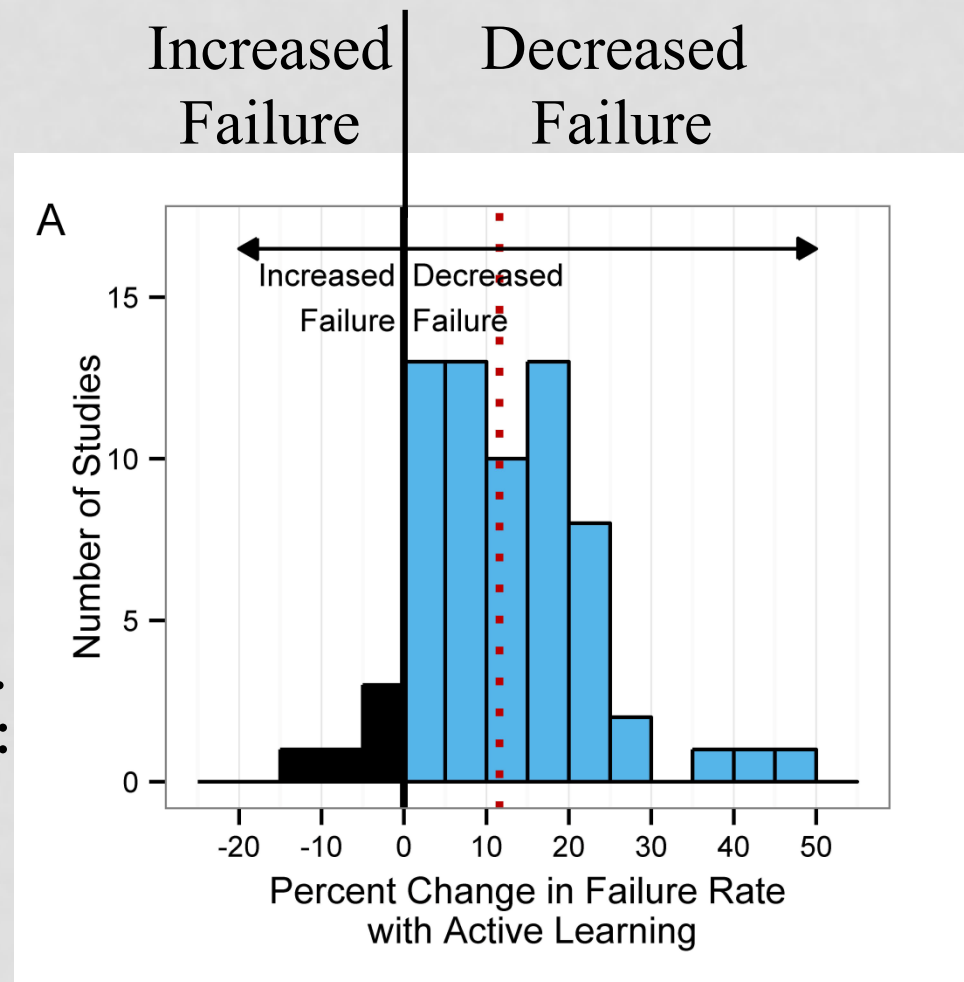 Increased
Failure
Decreased
Failure
A
Increased
Failure
Decreased
Failure
15
10
5
0
Number of Studies
-20 -10 0 10 20 30 40 50
Percent Change in Failure Rate
with Active Learning